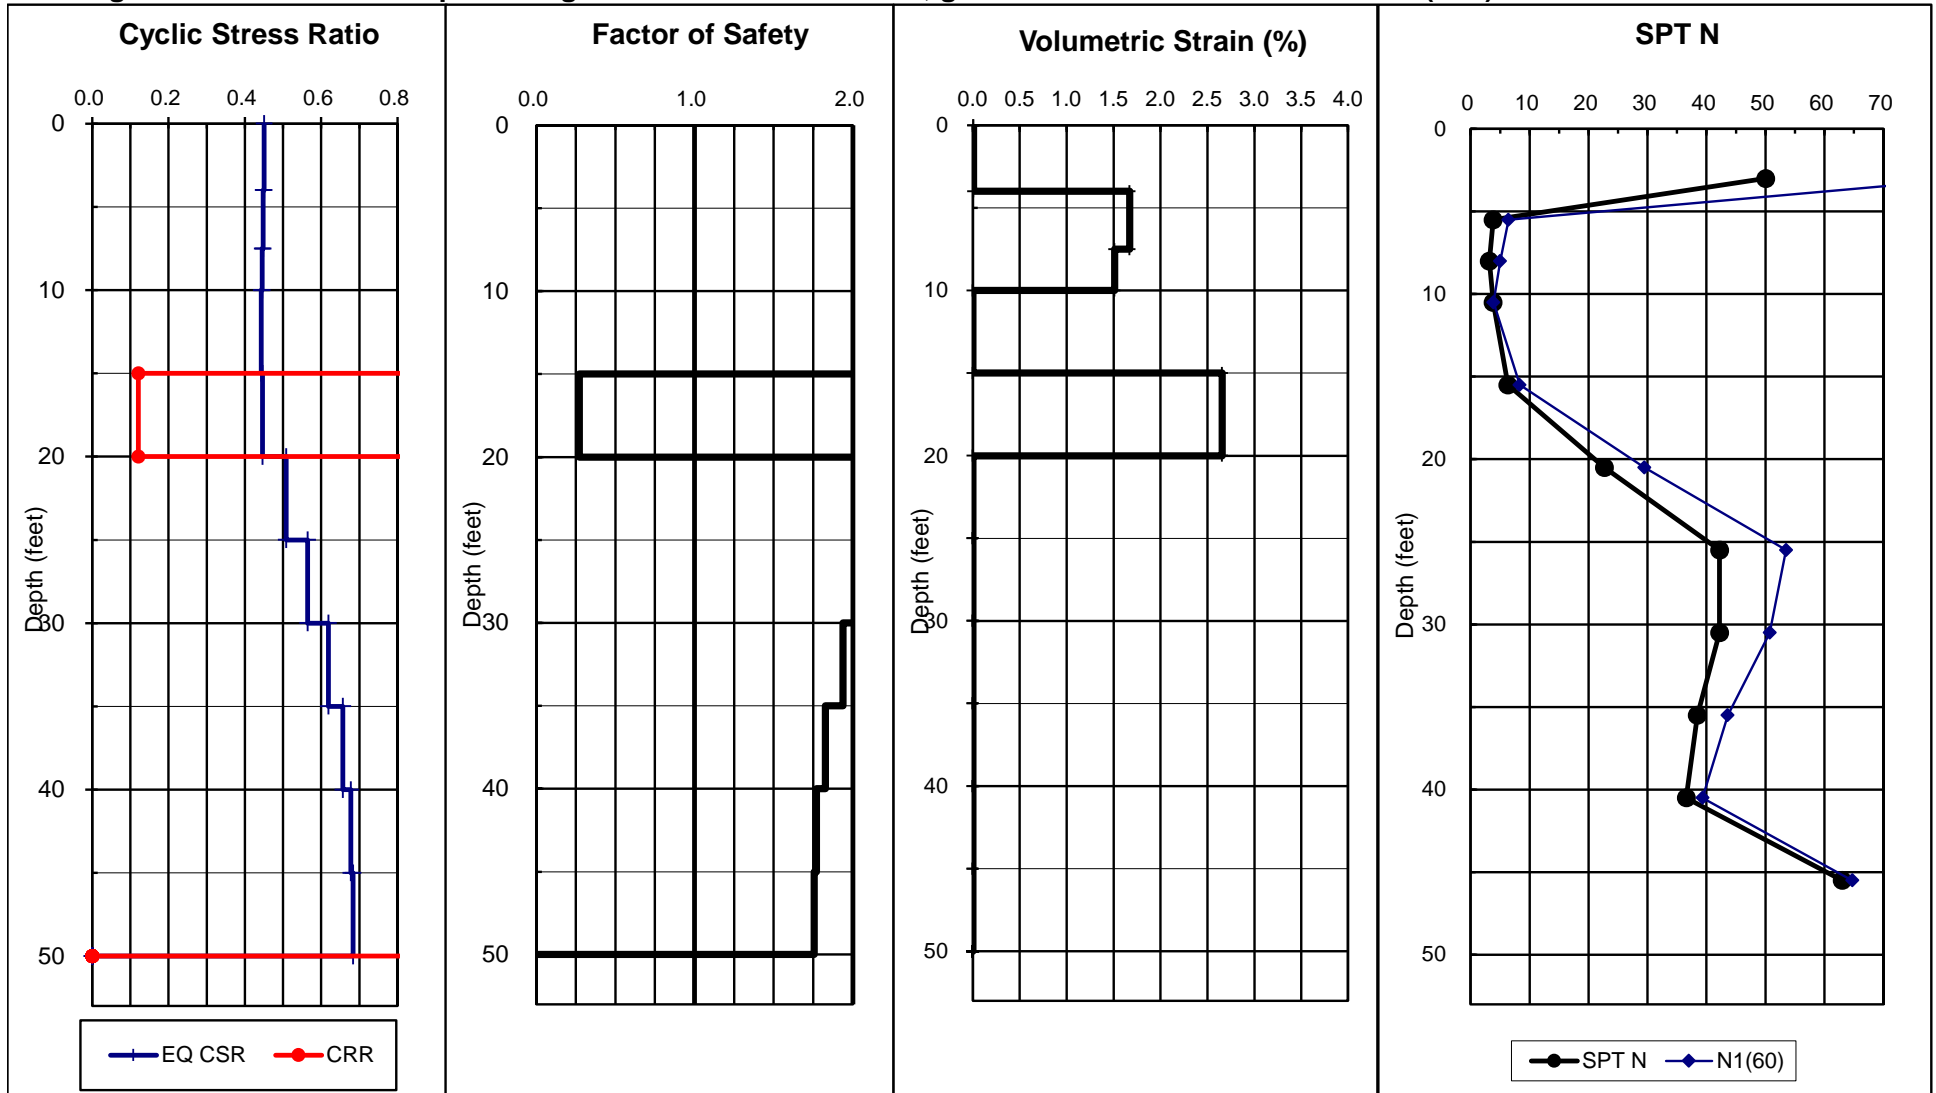 Cyclic Stress Ratio
0.0 0.2 0.4 0.6 0.8
0
10
20
30
40
50
Depth (feet)
EQ CSR CRR
Factor of Safety
0.0 1.0 2.0
0
10
20
30
40
50
Depth (feet)
Volumetric Strain (%)
0.0 0.5 1.0 1.5 2.0 2.5 3.0 3.5 4.0
0
10
20
30
40
50
Depth (feet)
SPT N
0 10 20 30 40 50 60 70
0
10
20
30
40
50
Depth (feet)
SPT N N1(60)